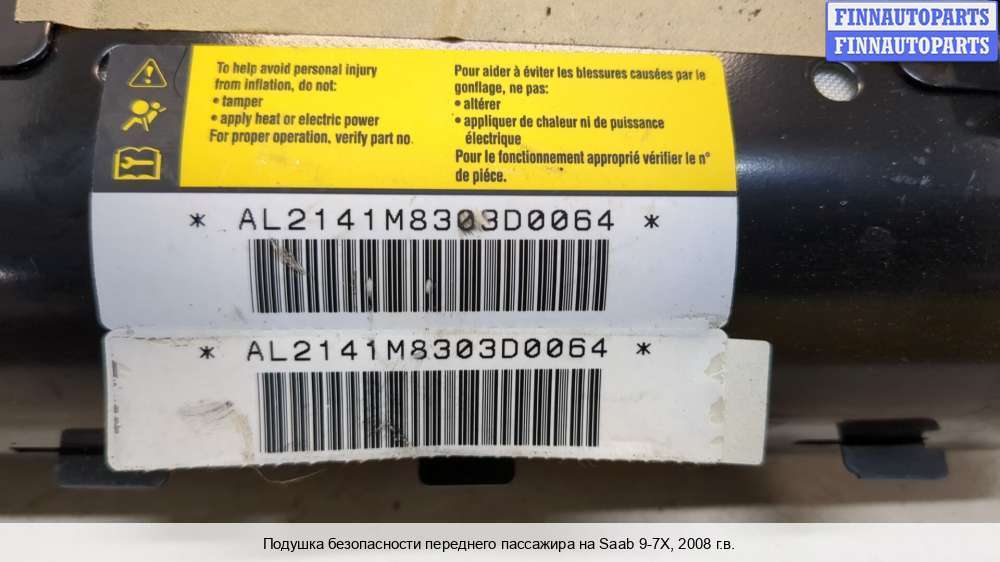 FINNAUTOPARTS
FINNAUTOPARTS
To help avoid personal injury
from inflation, do not:
• tamper
• apply heat or electric power
For proper operation, verify part no.
Pour aider à éviter les blessures causées par le
gonflage, ne pas:
• altérer
• appliquer de chaleur ni de puissance
électrique
Pour le fonctionnement approprié vérifier le n°
de piéce.
* AL2141M8303D0064 *
* AL2141M8303D0064 *
Подушка безопасности переднего пассажира на Saab 9-7X, 2008 г.в.